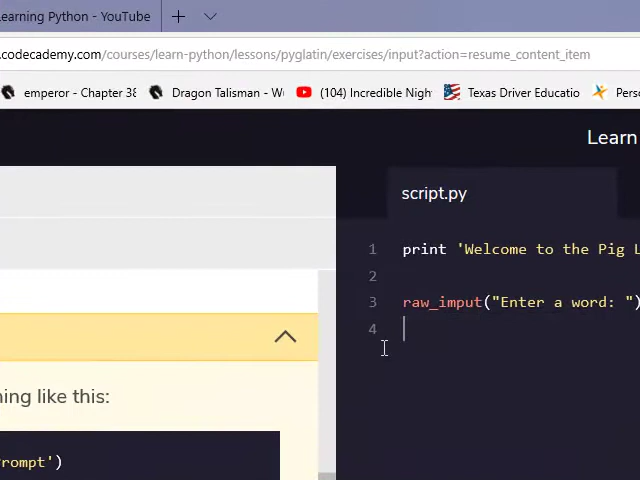 Learning Python - YouTube
.codecademy.com/courses/learn-python/lessons/pyglatin/exercises/input?action=resume_content_item
emperor - Chapter 38 Dragon Talisman - W (104) Incredible Nigh Texas Driver Educatio Pers
Learn
script.py
1 print 'Welcome to the Pig L
2
3 raw_imput("Enter a word: ")
4
ning like this:
rompt')